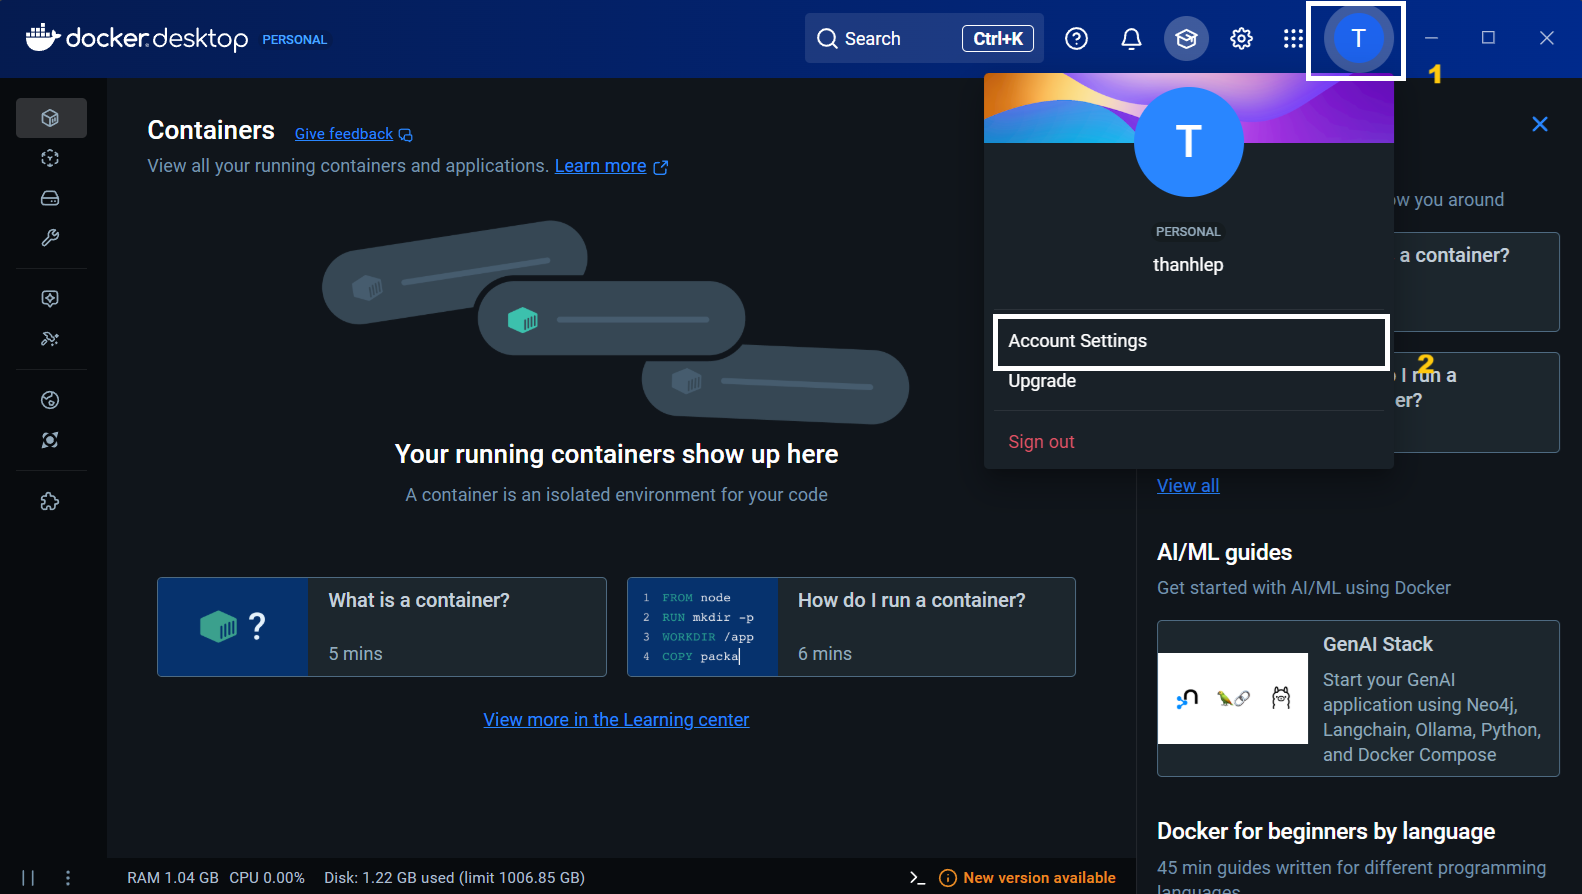 docker desktop PERSONAL
Search Ctrl+K
T
1
Containers Give feedback
View all your running containers and applications. Learn more
T
PERSONAL
thanhlep
Account Settings
2
Upgrade
Sign out
ow you around
a container?
I run a
er?
View all
Your running containers show up here
A container is an isolated environment for your code
?
What is a container?
5 mins
1 FROM node
2 RUN mkdir -p
3 WORKDIR /app
4 COPY packa
How do I run a container?
6 mins
View more in the Learning center
AI/ML guides
Get started with AI/ML using Docker
GenAI Stack
Start your GenAI
application using Neo4j,
Langchain, Ollama, Python,
and Docker Compose
Docker for beginners by language
45 min guides written for different programming
languages
RAM 1.04 GB CPU 0.00% Disk: 1.22 GB used (limit 1006.85 GB)
New version available